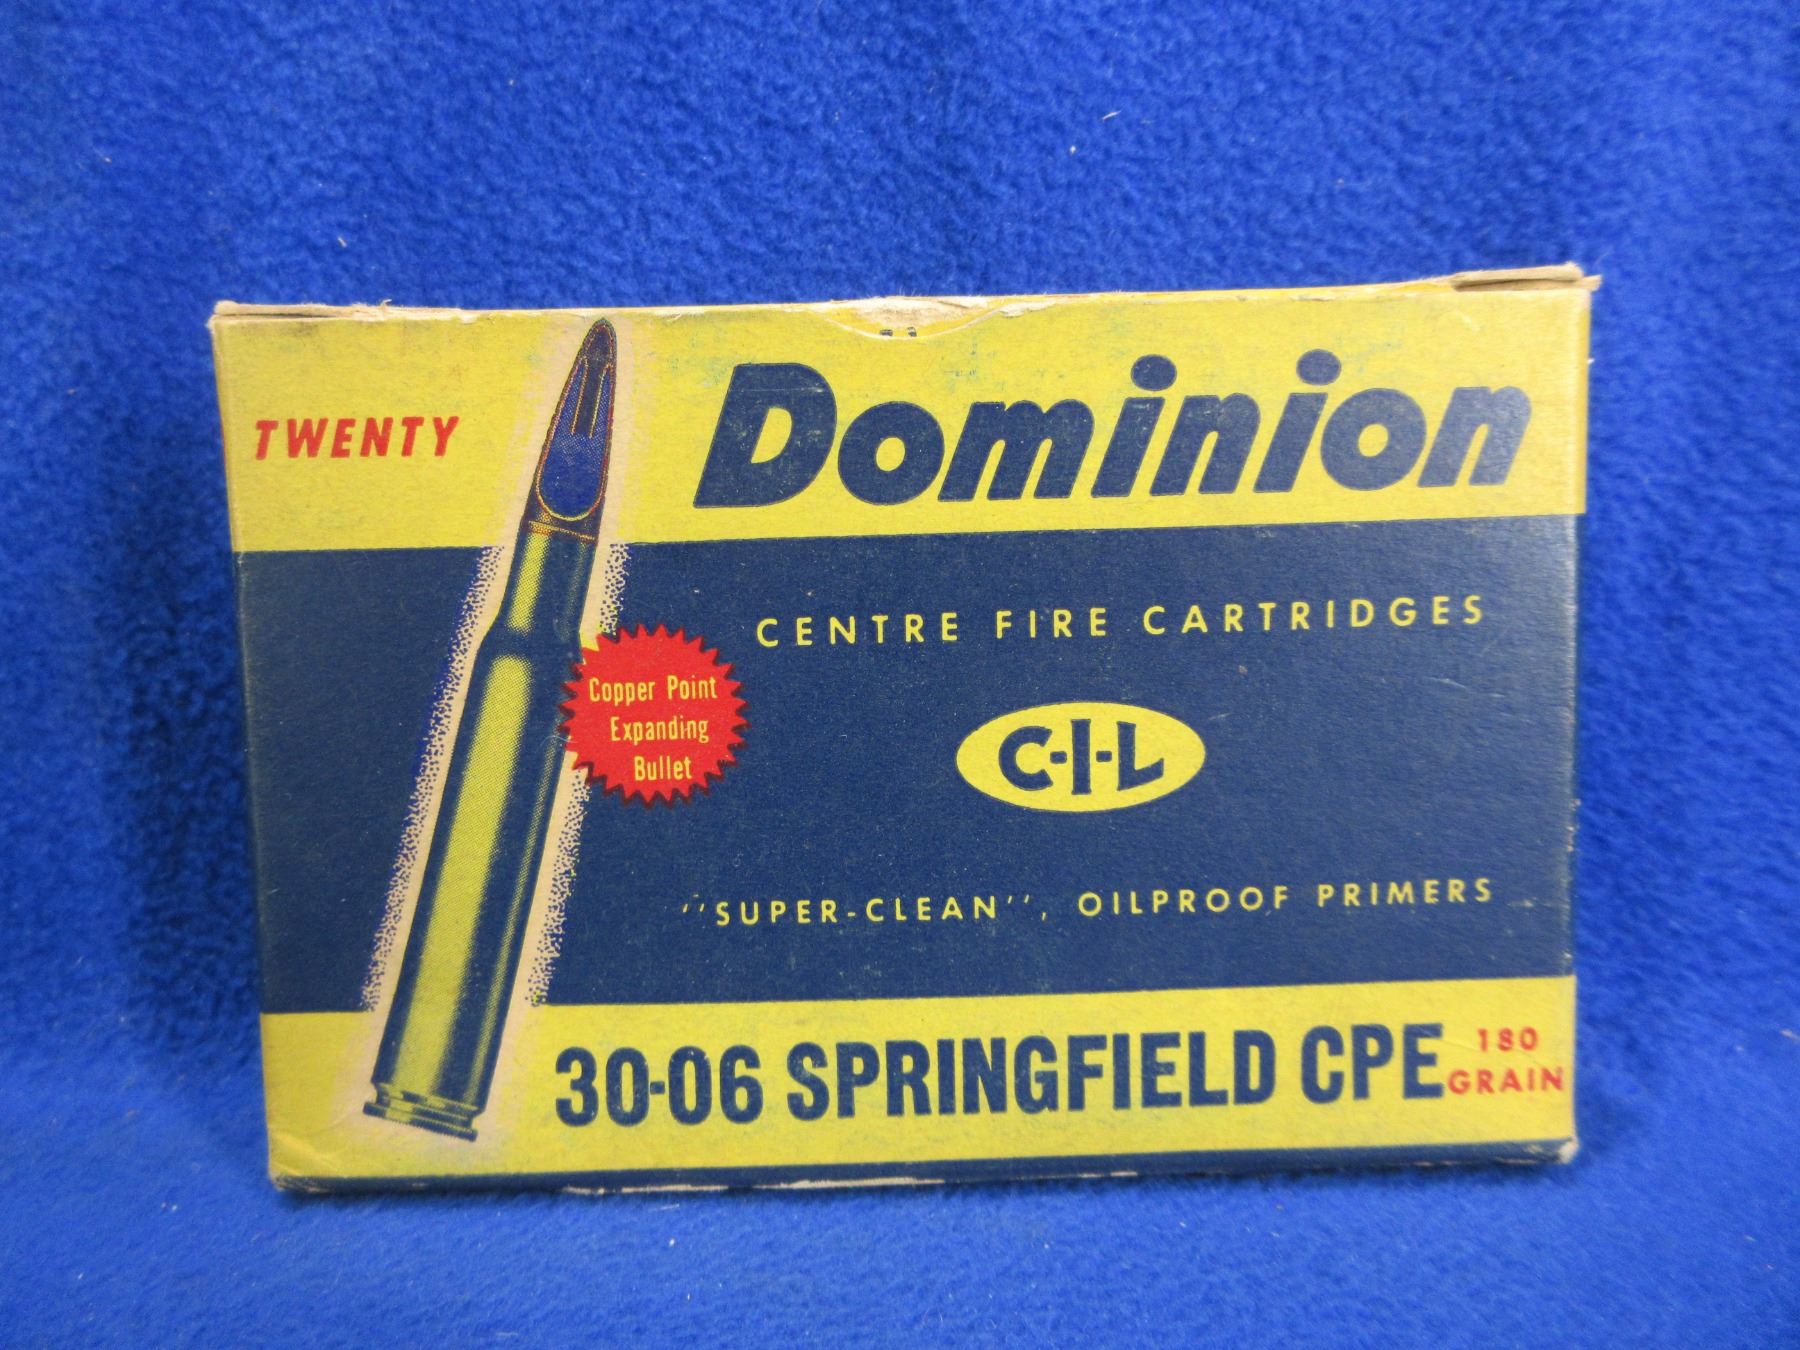 TWENTY
Dominion
CENTRE FIRE CARTRIDGES
Copper Point
Expanding
Bullet
C-I-L
"SUPER-CLEAN", OILPROOF PRIMERS
30-06 SPRINGFIELD CPE
180
GRAIN